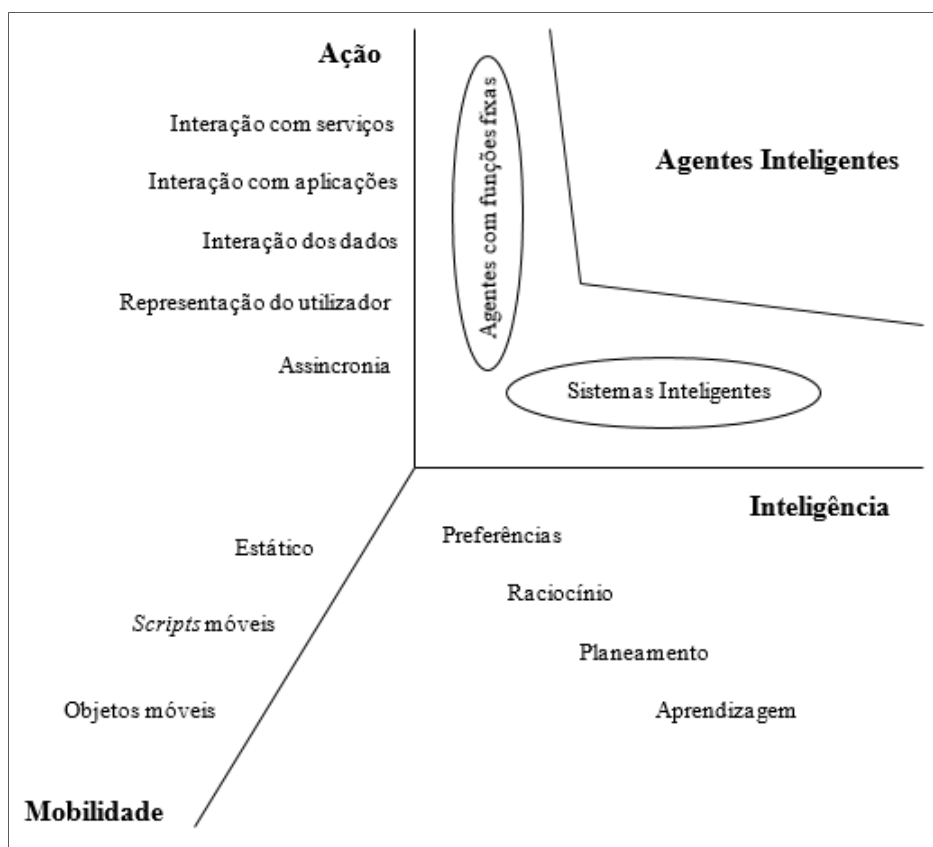 Ação
Interação com serviços
Interação com aplicações
Interação dos dados
Representação do utilizador
Assincronia
Agentes com funções fixas
Agentes Inteligentes
Sistemas Inteligentes
Inteligência
Preferências
Raciocínio
Planeamento
Aprendizagem
Estático
Scripts móveis
Objetos móveis
Mobilidade